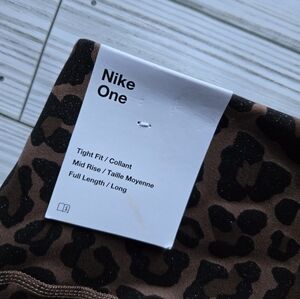 Nike
One
Tight Fit / Collant
Mid Rise / Taille Moyenne
Full Length / Long